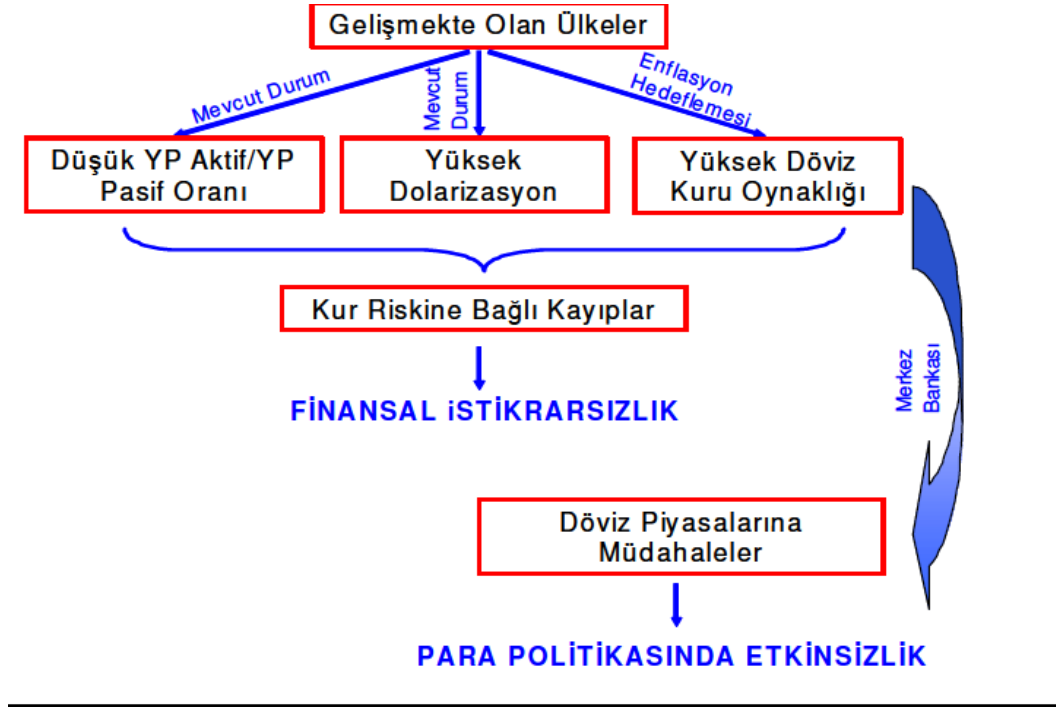 Gelişmekte Olan Ülkeler
Mevcut Durum
Mevcut
Durum
Enflasyon
Hedeflemesi
Düşük YP Aktif/YP
Pasif Oranı
Yüksek
Dolarizasyon
Yüksek Döviz
Kuru Oynaklığı
Kur Riskine Bağlı Kayıplar
Merkez
Bankası
FİNANSAL iSTİKRARSIZLIK
Döviz Piyasalarına
Müdahaleler
PARA POLİTİKASINDA ETKİNSİZLİK